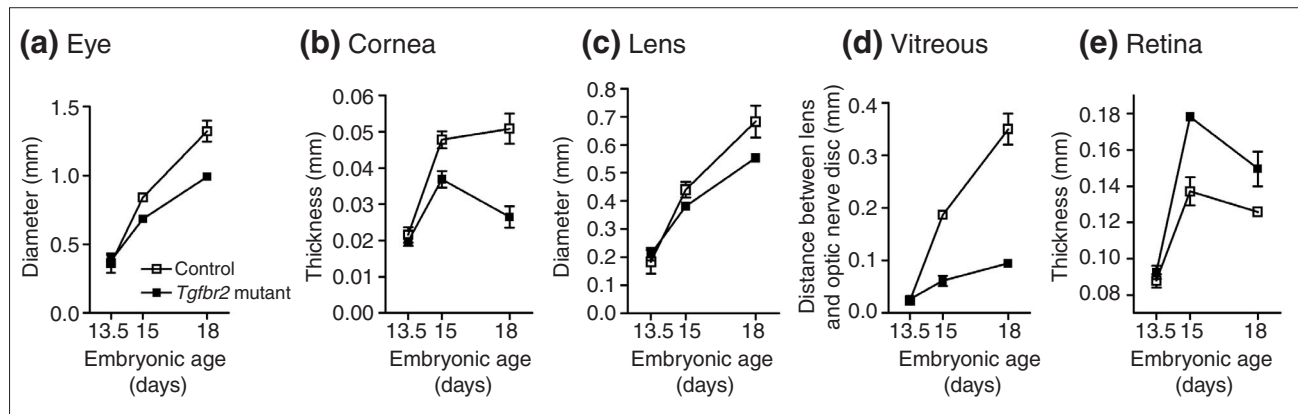 (a) Eye
Diameter (mm)
1.5
1.0
0.5
0.0
Control
Tgfbr2 mutant
13.5 15 18
Embryonic age
(days)
(b) Cornea
Thickness (mm)
0.06
0.05
0.04
0.03
0.02
0.01
0.00
13.5 15 18
Embryonic age
(days)
(c) Lens
Diameter (mm)
0.8
0.7
0.6
0.5
0.4
0.3
0.2
0.1
0.0
13.5 15 18
Embryonic age
(days)
(d) Vitreous
Distance between lens
and optic nerve disc (mm)
0.4
0.3
0.2
0.1
0.0
13.5 15 18
Embryonic age
(days)
(e) Retina
Thickness (mm)
0.18
0.16
0.14
0.12
0.10
0.08
13.5 15 18
Embryonic age
(days)